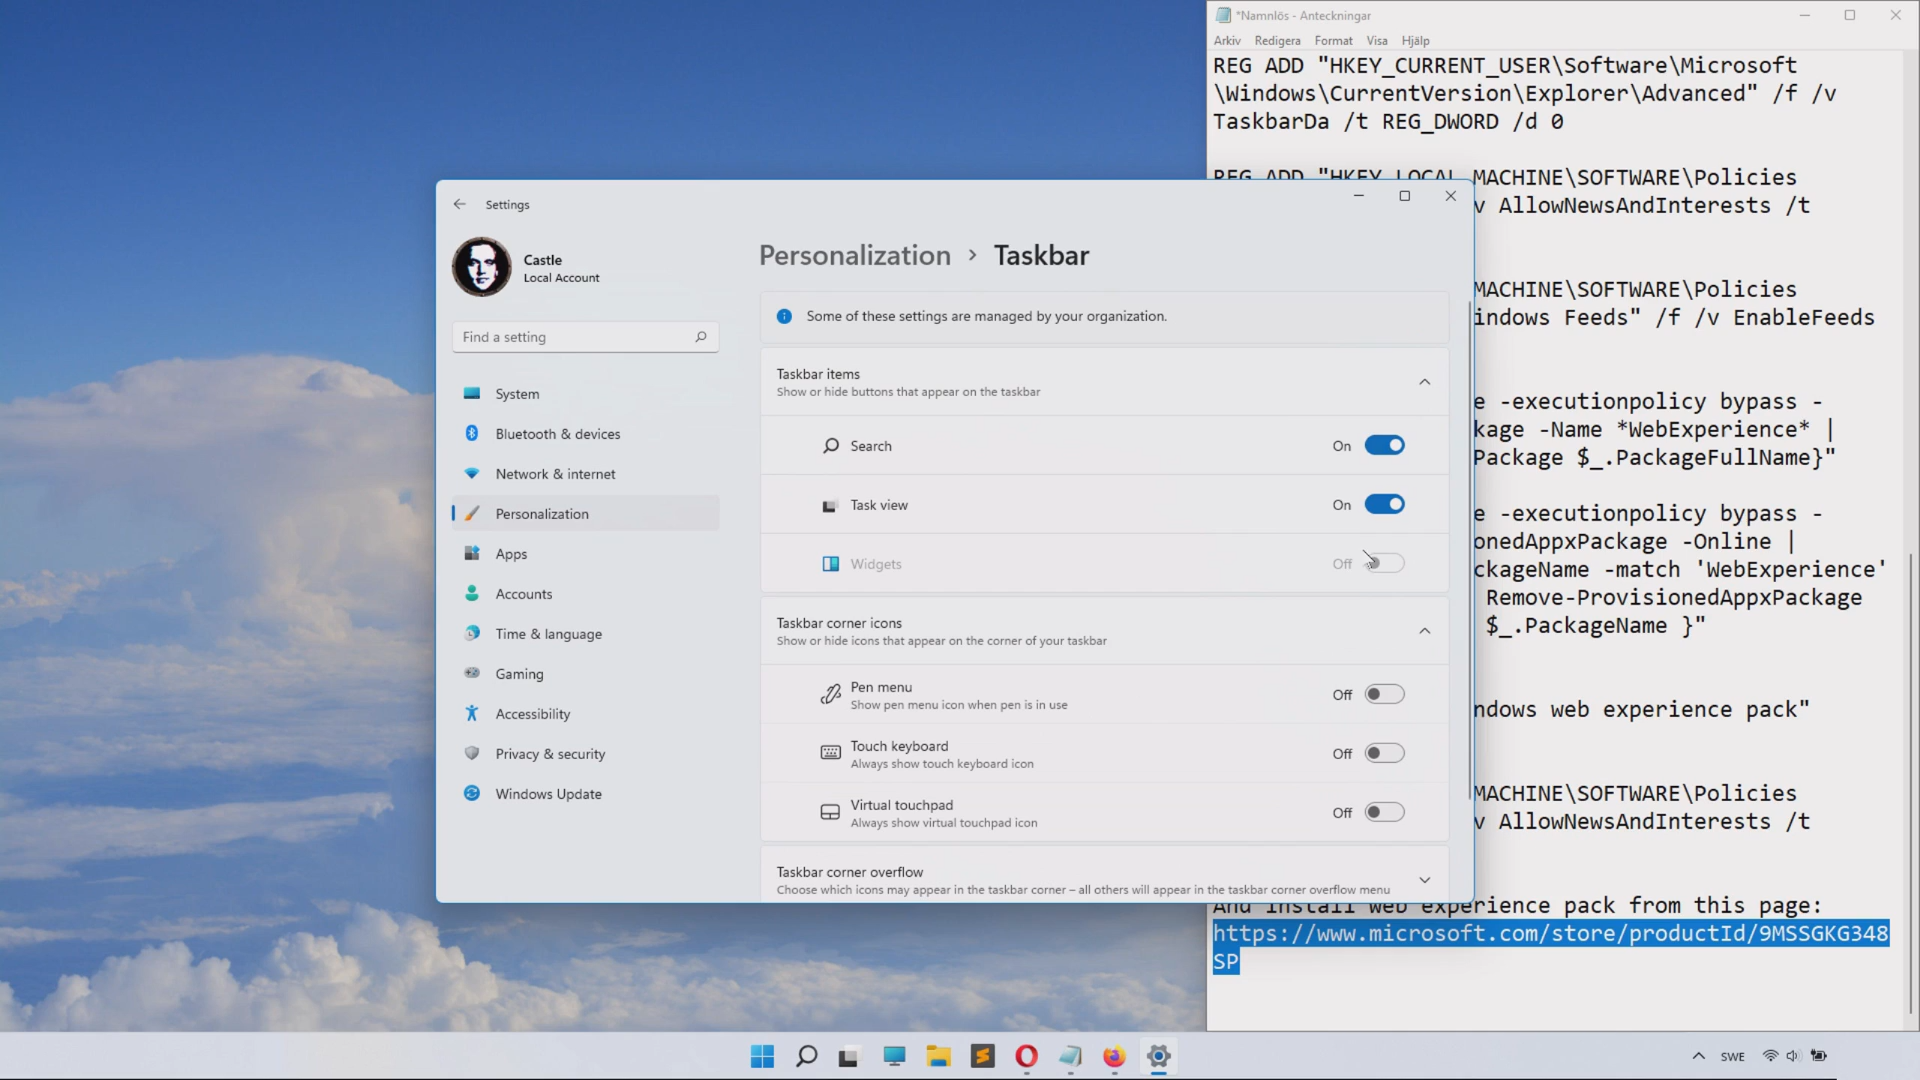 *Namnlös - Anteckningar
Arkiv Redigera Format Visa Hjälp
REG ADD "HKEY_CURRENT_USER\Software\Microsoft
\Windows\CurrentVersion\Explorer\Advanced" /f /v
TaskbarDa /t REG_DWORD /d 0
REG ADD "HKEY_LOCAL_MACHINE\SOFTWARE\Policies
v AllowNewsAndInterests /t
MACHINE\SOFTWARE\Policies
indows Feeds" /f /v EnableFeeds
e -executionpolicy bypass -
kage -Name *WebExperience* |
Package $_.PackageFullName}"
e -executionpolicy bypass -
onedAppxPackage -Online |
ckageName -match 'WebExperience'
Remove-ProvisionedAppxPackage
$_.PackageName }"
ndows web experience pack"
MACHINE\SOFTWARE\Policies
v AllowNewsAndInterests /t
And install web experience pack from this page:
https://www.microsoft.com/store/productId/9MSSGKG348
SP
Settings
Castle
Local Account
Find a setting
System
Bluetooth & devices
Network & internet
Personalization
Apps
Accounts
Time & language
Gaming
Accessibility
Privacy & security
Windows Update
Personalization > Taskbar
Some of these settings are managed by your organization.
Taskbar items
Show or hide buttons that appear on the taskbar
Search On
Task view On
Widgets Off
Taskbar corner icons
Show or hide icons that appear on the corner of your taskbar
Pen menu
Show pen menu icon when pen is in use
Off
Touch keyboard
Always show touch keyboard icon
Off
Virtual touchpad
Always show virtual touchpad icon
Off
Taskbar corner overflow
Choose which icons may appear in the taskbar corner – all others will appear in the taskbar corner overflow menu
SWE